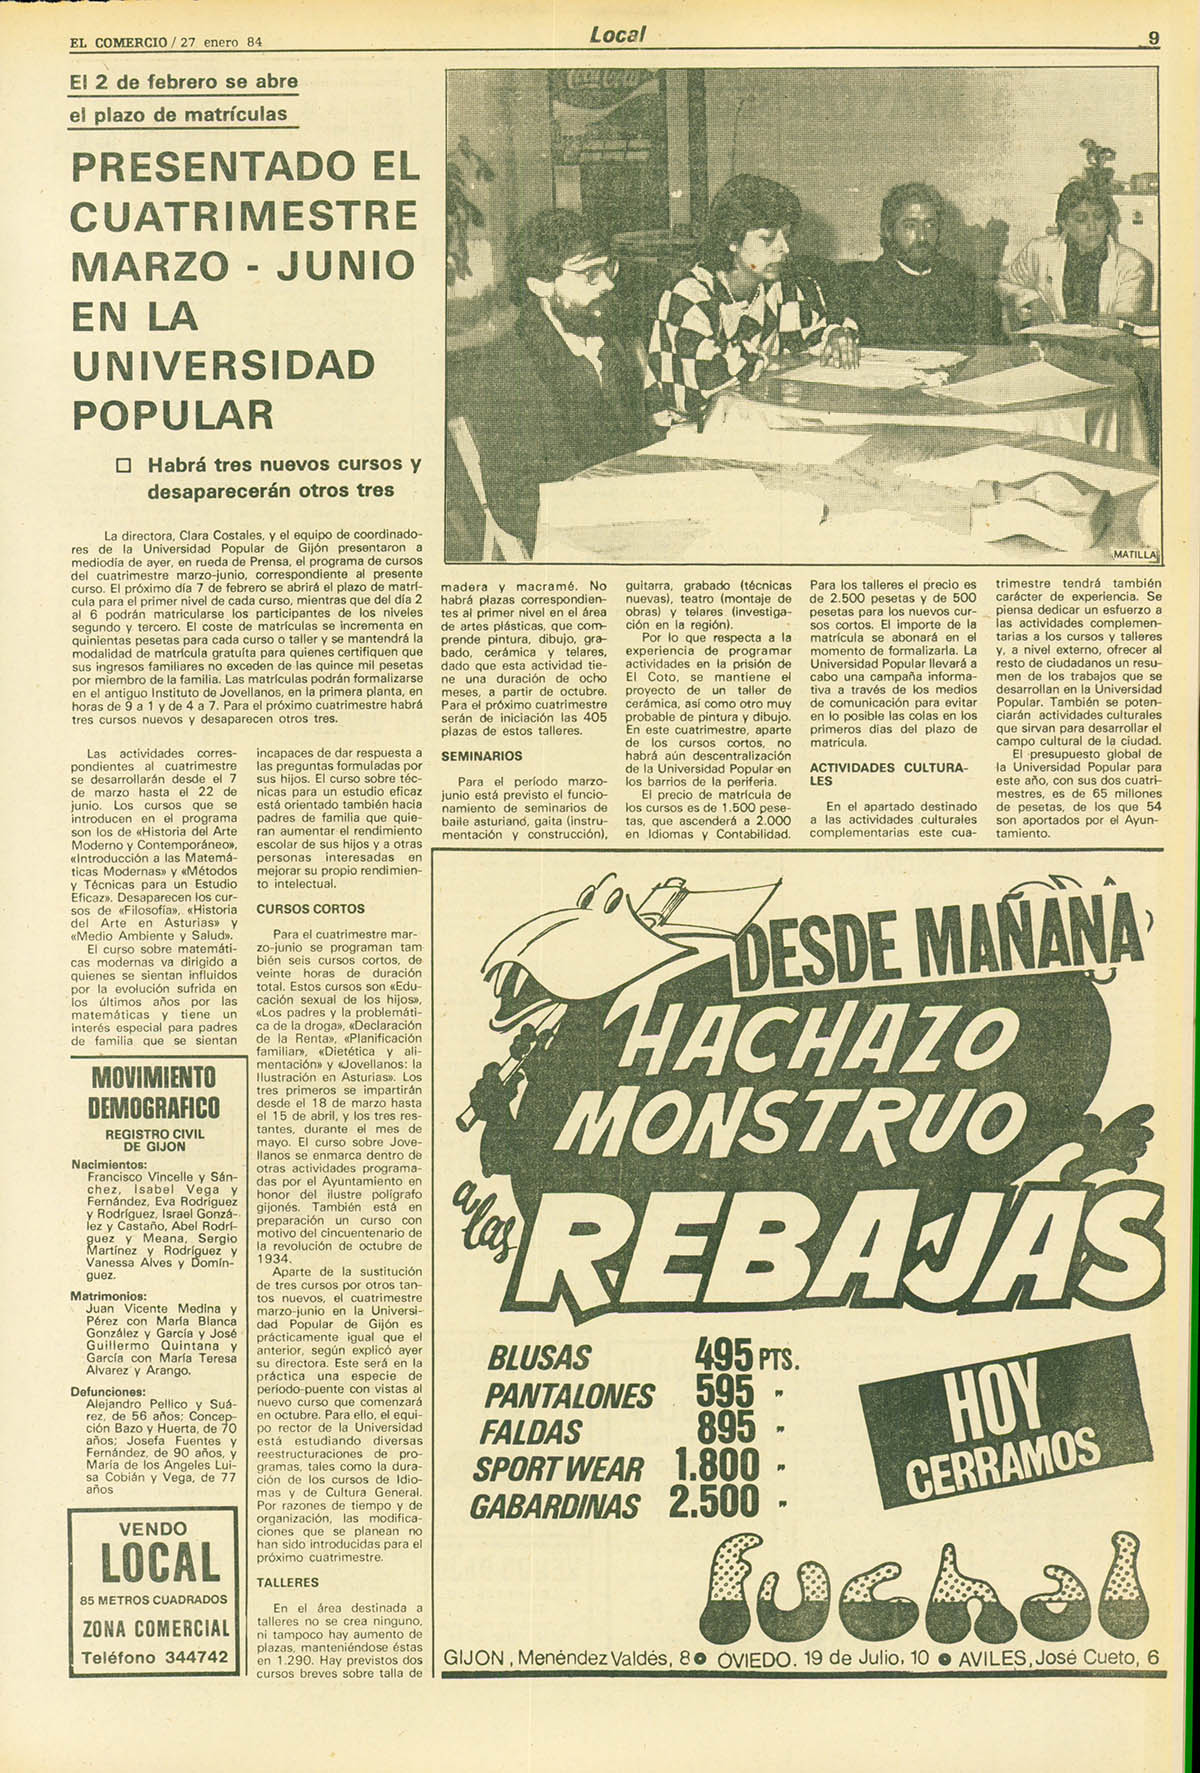 EL COMERCIO / 27 enero 84
Local
9
El 2 de febrero se abre
el plazo de matrículas
PRESENTADO EL
CUATRIMESTRE
MARZO - JUNIO
EN LA
UNIVERSIDAD
POPULAR
□ Habrá tres nuevos cursos y
desaparecerán otros tres
Coca-Cola
MATILLA
La directora, Clara Costales, y el equipo de coordinado-
res de la Universidad Popular de Gijón presentaron a
mediodía de ayer, en rueda de Prensa, el programa de cursos
del cuatrimestre marzo-junio, correspondiente al presente
curso. El próximo día 7 de febrero se abrirá el plazo de matrí-
cula para el primer nivel de cada curso, mientras que del día 2
al 6 podrán matricularse los participantes de los niveles
segundo y tercero. El coste de matrículas se incrementa en
quinientas pesetas para cada curso o taller y se mantendrá la
modalidad de matrícula gratuíta para quienes certifiquen que
sus ingresos familiares no exceden de las quince mil pesetas
por miembro de la familia. Las matrículas podrán formalizarse
en el antiguo Instituto de Jovellanos, en la primera planta, en
horas de 9 a 1 y de 4 a 7. Para el próximo cuatrimestre habrá
tres cursos nuevos y desaparecen otros tres.
Las actividades corres-
pondientes al cuatrimestre
se desarrollarán desde el 7
de marzo hasta el 22 de
junio. Los cursos que se
introducen en el programa
son los de «Historia del Arte
Moderno y Contemporáneo»,
«Introducción a las Matemá-
ticas Modernas» y «Métodos
y Técnicas para un Estudio
Eficaz». Desaparecen los cur-
sos de «Filosofía», «Historia
del Arte en Asturias» y
«Medio Ambiente y Salud».
El curso sobre matemáti-
cas modernas va dirigido a
quienes se sientan influidos
por la evolución sufrida en
los últimos años por las
matemáticas y tiene un
interés especial para padres
de familia que se sientan
incapaces de dar respuesta a
las preguntas formuladas por
sus hijos. El curso sobre téc-
nicas para un estudio eficaz
está orientado también hacia
padres de familia que quie-
ran aumentar el rendimiento
escolar de sus hijos y a otras
personas interesadas en
mejorar su propio rendimien-
to intelectual.
CURSOS CORTOS
Para el cuatrimestre mar-
zo-junio se programan tam
bién seis cursos cortos, de
veinte horas de duración
total. Estos cursos son «Edu-
cación sexual de los hijos»,
«Los padres y la problemáti-
ca de la droga», «Declaración
de la Renta», «Planificación
familiar», «Dietética y ali-
mentación» y «Jovellanos: la
Ilustración en Asturias». Los
tres primeros se impartirán
desde el 18 de marzo hasta
el 15 de abril, y los tres res-
tantes, durante el mes de
mayo. El curso sobre Jove-
llanos se enmarca dentro de
otras actividades programa-
das por el Ayuntamiento en
honor del ilustre polígrafo
gijonés. También está en
preparación un curso con
motivo del cincuentenario de
la revolución de octubre de
1934.
Aparte de la sustitución
de tres cursos por otros tan-
tos nuevos, el cuatrimestre
marzo-junio en la Universi-
dad Popular de Gijón es
prácticamente igual que el
anterior, según explicó ayer
su directora. Este será en la
práctica una especie de
período-puente con vistas al
nuevo curso que comenzará
en octubre. Para ello, el equi-
po rector de la Universidad
está estudiando diversas
reestructuraciones de pro-
gramas, tales como la dura-
ción de los cursos de Idio-
mas y de Cultura General.
Por razones de tiempo y de
organización, las modifica-
ciones que se planean no
han sido introducidas para el
próximo cuatrimestre.
TALLERES
En el área destinada a
talleres no se crea ninguno,
ni tampoco hay aumento de
plazas, manteniéndose éstas
en 1.290. Hay previstos dos
cursos breves sobre talla de
madera y macramé. No
habrá plazas correspondien-
tes al primer nivel en el área
de artes plásticas, que com-
prende pintura, dibujo, gra-
bado, cerámica y telares,
dado que esta actividad tie-
ne una duración de ocho
meses, a partir de octubre.
Para el próximo cuatrimestre
serán de iniciación las 405
plazas de estos talleres.
SEMINARIOS
Para el período marzo-
junio está previsto el funcio-
namiento de seminarios de
baile asturiand, gaita (instru-
mentación y construcción),
guitarra, grabado (técnicas
nuevas), teatro (montaje de
obras) y telares (investiga-
ción en la región).
Por lo que respecta a la
experiencia de programar
actividades en la prisión de
El Coto, se mantiene el
proyecto de un taller de
cerámica, así como otro muy
probable de pintura y dibujo.
En este cuatrimestre, aparte
de los cursos cortos, no
habrá aún descentralización
de la Universidad Popular en
los barrios de la periferia.
El precio de matrícula de
los cursos es de 1.500 pese-
tas, que ascenderá a 2.000
en Idiomas y Contabilidad.
Para los talleres el precio es
de 2.500 pesetas y de 500
pesetas para los nuevos cur-
sos cortos. El importe de la
matrícula se abonará en el
momento de formalizarla. La
Universidad Popular llevará a
cabo una campaña informa-
tiva a través de los medios
de comunicación para evitar
en lo posible las colas en los
primeros días del plazo de
matrícula.
ACTIVIDADES CULTURA-
LES
En el apartado destinado
a las actividades culturales
complementarias este cua-
trimestre tendrá también
carácter de experiencia. Se
piensa dedicar un esfuerzo a
las actividades complemen-
tarias a los cursos y talleres
y, a nivel externo, ofrecer al
resto de ciudadanos un resu-
men de los trabajos que se
desarrollan en la Universidad
Popular. También se poten-
ciarán actividades culturales
que sirvan para desarrollar el
campo cultural de la ciudad.
El presupuesto global de
la Universidad Popular para
este año, con sus dos cuatri-
mestres, es de 65 millones
de pesetas, de los que 54
son aportados por el Ayun-
tamiento.
MOVIMIENTO
DEMOGRAFICO
REGISTRO CIVIL
DE GIJON
Nacimientos:
Francisco Vincelle y Sán-
chez, Isabel Vega y
Fernández, Eva Rodríguez
y Rodríguez, Israel Gonzá-
lez y Castaño, Abel Rodrí-
guez y Meana, Sergio
Martínez y Rodríguez y
Vanessa Alves y Domín-
guez.
Matrimonios:
Juan Vicente Medina y
Pérez con María Blanca
González y García y José
Guillermo Quintana y
García con María Teresa
Alvarez y Arango.
Defunciones:
Alejandro Pellico y Suá-
rez, de 56 años; Concep-
ción Bazo y Huerta, de 70
años; Josefa Fuentes y
Fernández, de 90 años, y
María de los Angeles Lui-
sa Cobián y Vega, de 77
años
VENDO
LOCAL
85 METROS CUADRADOS
ZONA COMERCIAL
Teléfono 344742
DESDE MAÑANA
HACHAZO
MONSTRUO
a las
REBAJAS
BLUSAS 495 PTS.
PANTALONES 595 "
FALDAS 895 "
SPORT WEAR 1.800 "
GABARDINAS 2.500 "
HOY
CERRAMOS
fuchal
GIJON, Menéndez Valdés, 8 ● OVIEDO. 19 de Julio, 10 ● AVILES, José Cueto, 6